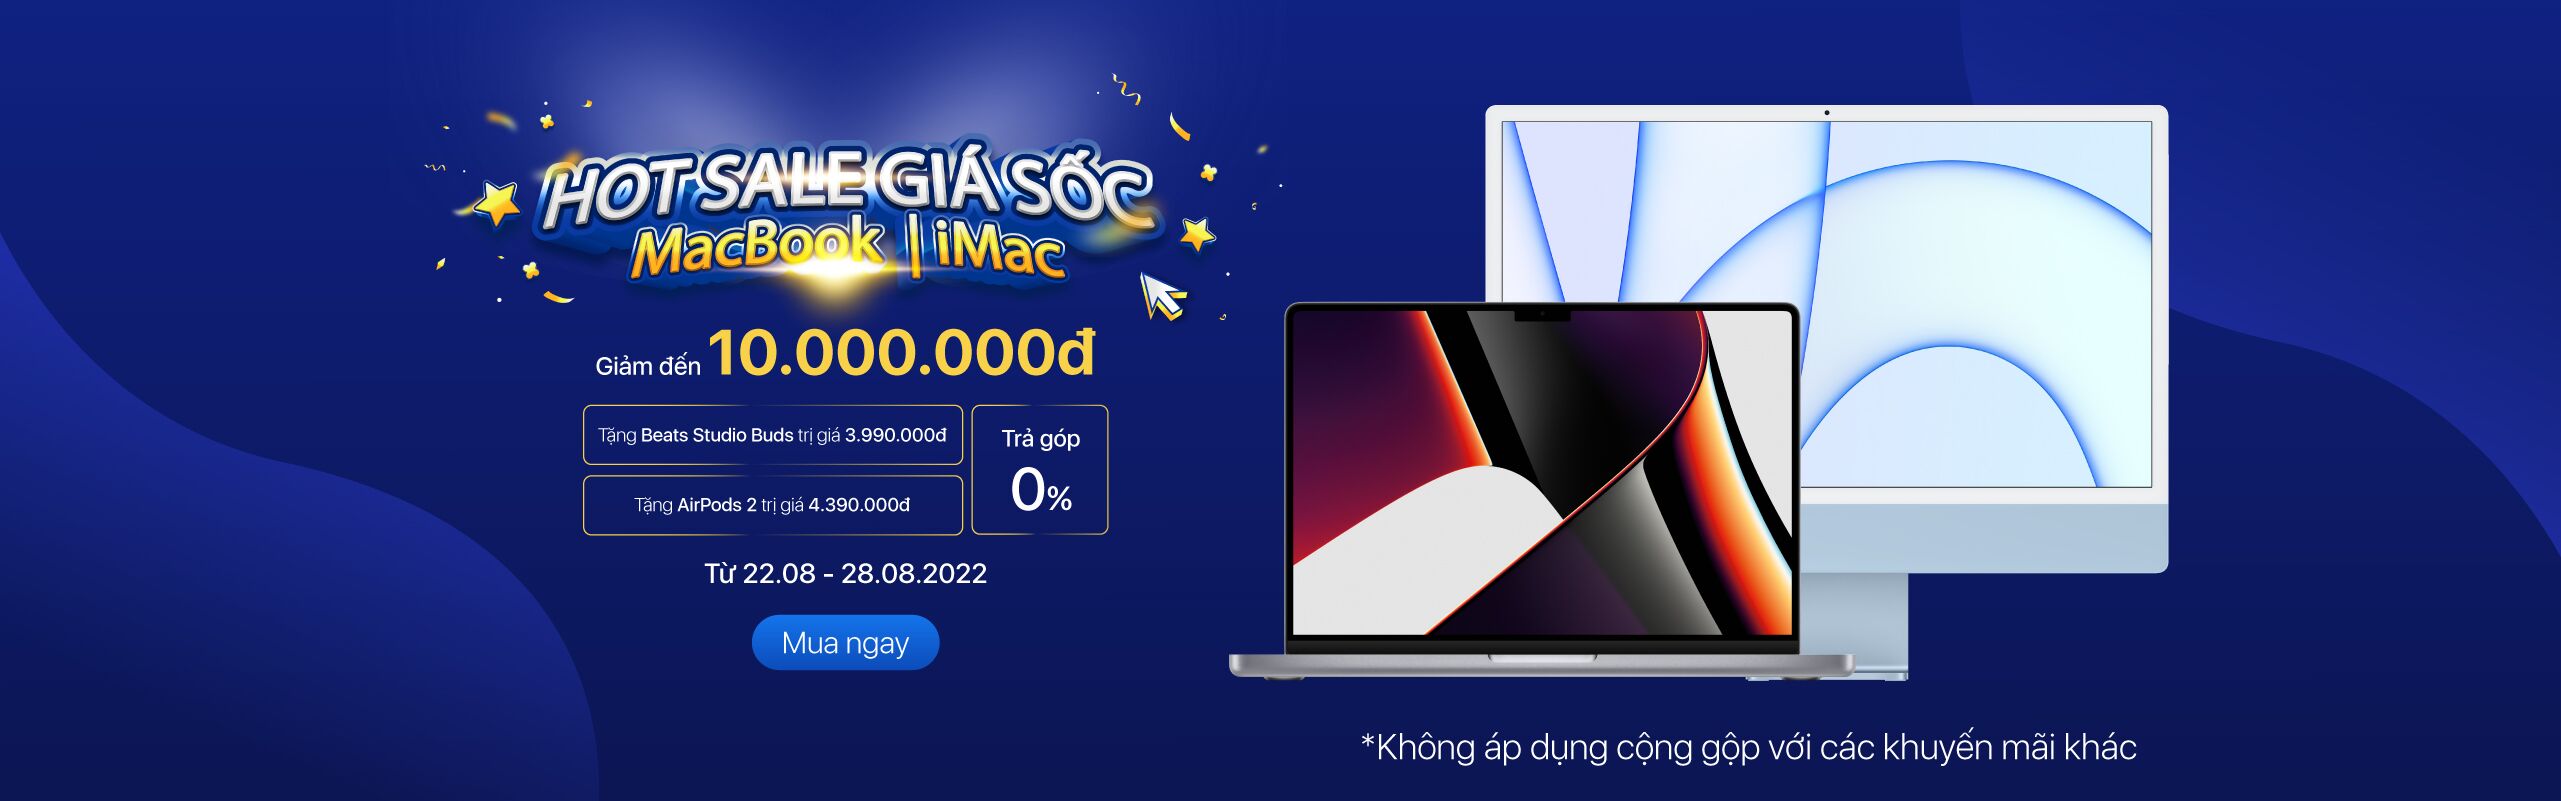 HOT SALE GIÁ SỐC
MacBook | iMac
Giảm đến 10.000.000đ
Tặng Beats Studio Buds trị giá 3.990.000đ
Tặng AirPods 2 trị giá 4.390.000đ
Trả góp
0%
Từ 22.08 - 28.08.2022
Mua ngay
*Không áp dụng cộng gộp với các khuyến mãi khác